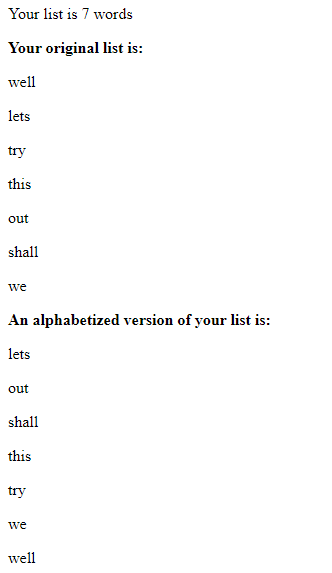 Your list is 7 words
Your original list is:
well
lets
try
this
out
shall
we
An alphabetized version of your list is:
lets
out
shall
this
try
we
well